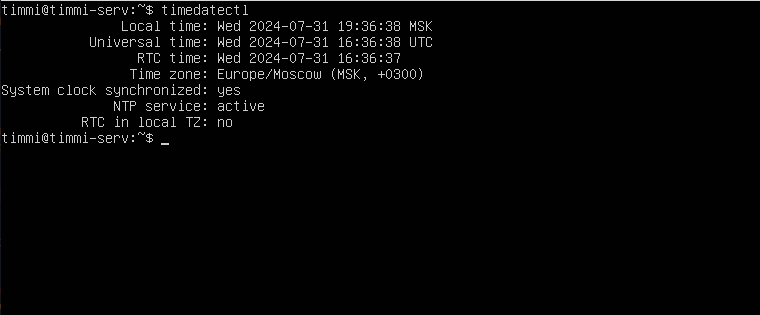 timmi@timmi-serv:~$ timedatectl
Local time: Wed 2024-07-31 19:36:38 MSK
Universal time: Wed 2024-07-31 16:36:38 UTC
RTC time: Wed 2024-07-31 16:36:37
Time zone: Europe/Moscow (MSK, +0300)
System clock synchronized: yes
NTP service: active
RTC in local TZ: no
timmi@timmi-serv:~$ _